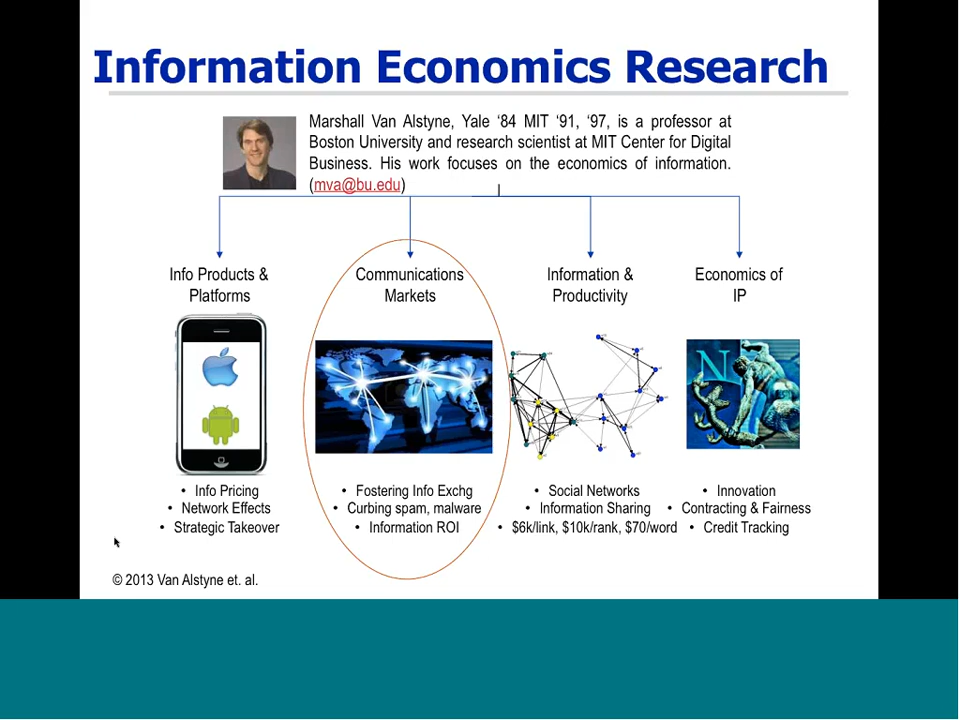 Information Economics Research
Marshall Van Alstyne, Yale ‘84 MIT ‘91, ‘97, is a professor at
Boston University and research scientist at MIT Center for Digital
Business. His work focuses on the economics of information.
(mva@bu.edu)
Info Products &
Platforms
Communications
Markets
Information &
Productivity
Economics of
IP
N
• Info Pricing
• Network Effects
• Strategic Takeover
• Fostering Info Exchg
• Curbing spam, malware
• Information ROI
• Social Networks
• Information Sharing
• $6k/link, $10k/rank, $70/word
• Innovation
• Contracting & Fairness
• Credit Tracking
© 2013 Van Alstyne et. al.